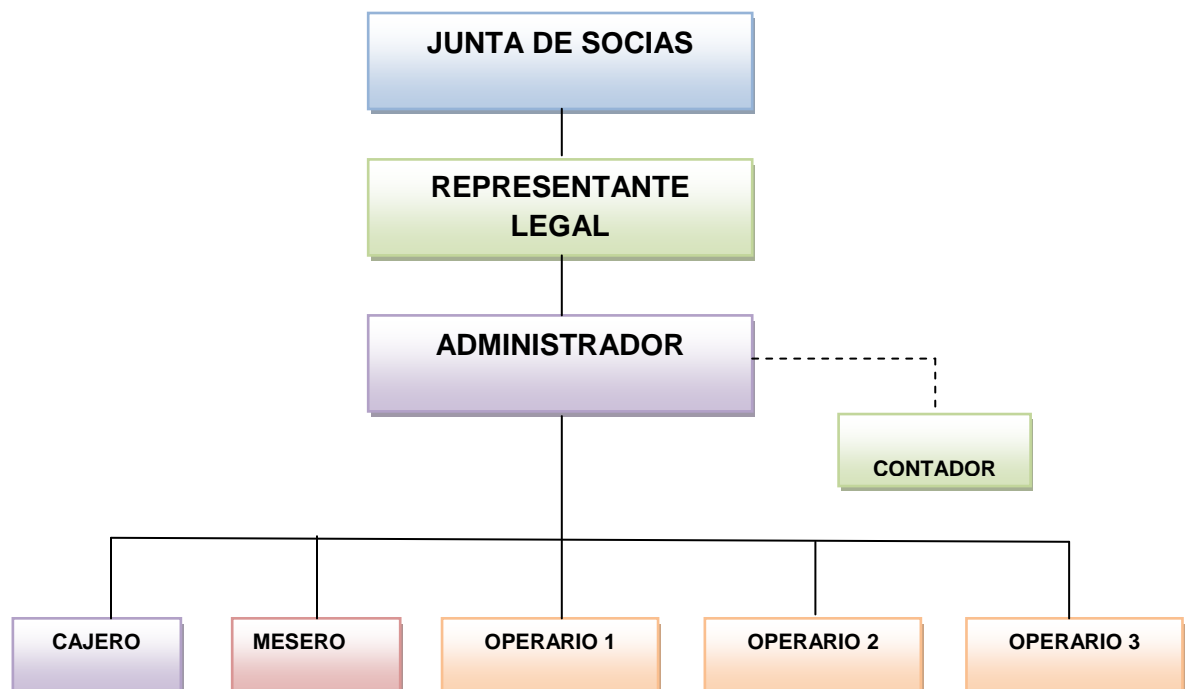 JUNTA DE SOCIAS
REPRESENTANTE
LEGAL
ADMINISTRADOR
CONTADOR
CAJERO
MESERO
OPERARIO 1
OPERARIO 2
OPERARIO 3